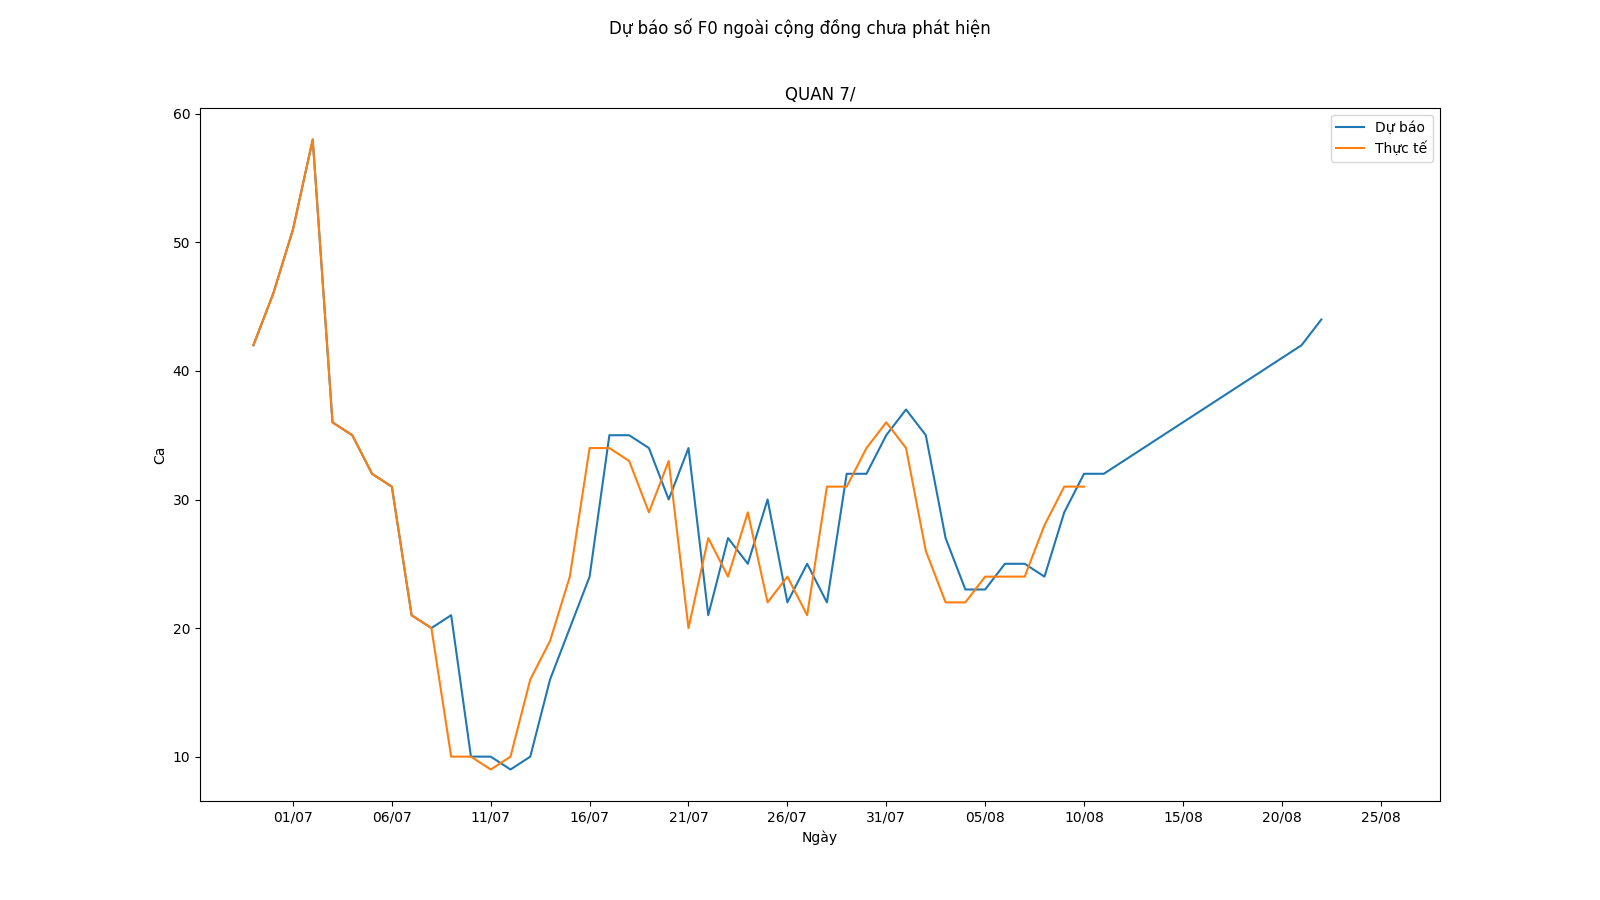 Dự báo số F0 ngoài cộng đồng chưa phát hiện
QUAN 7/
60
50
40
30
20
10
Ca
Dự báo
Thực tế
01/07 06/07 11/07 16/07 21/07 26/07 31/07 05/08 10/08 15/08 20/08 25/08
Ngày